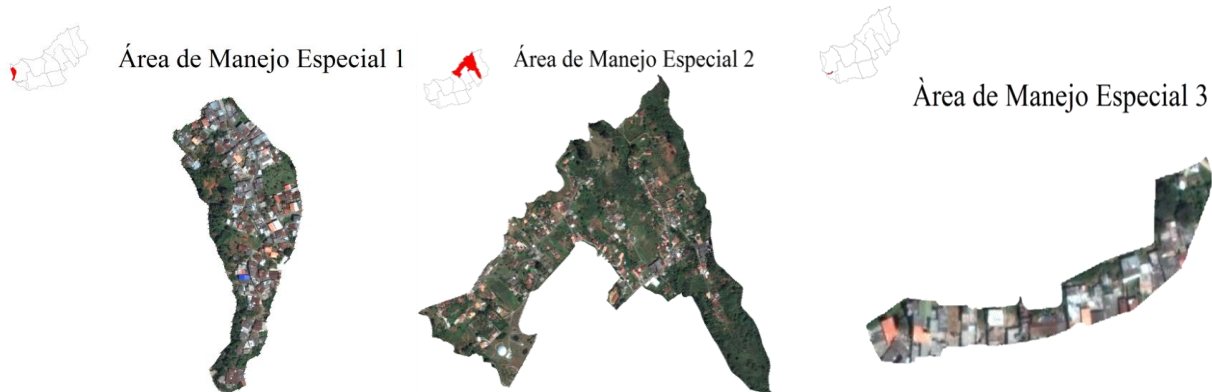 Área de Manejo Especial 1
Área de Manejo Especial 2
Àrea de Manejo Especial 3